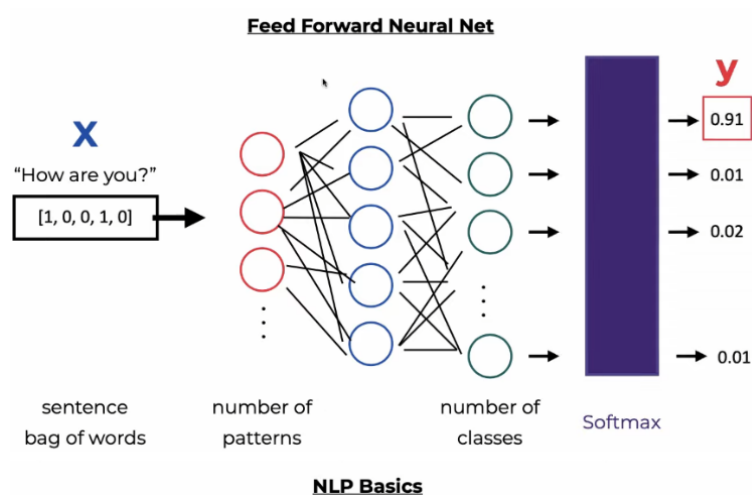 Feed Forward Neural Net
x
y
"How are you?"
[1, 0, 0, 1, 0]
0.91
0.01
0.02
0.01
sentence
bag of words
number of
patterns
number of
classes
Softmax
NLP Basics